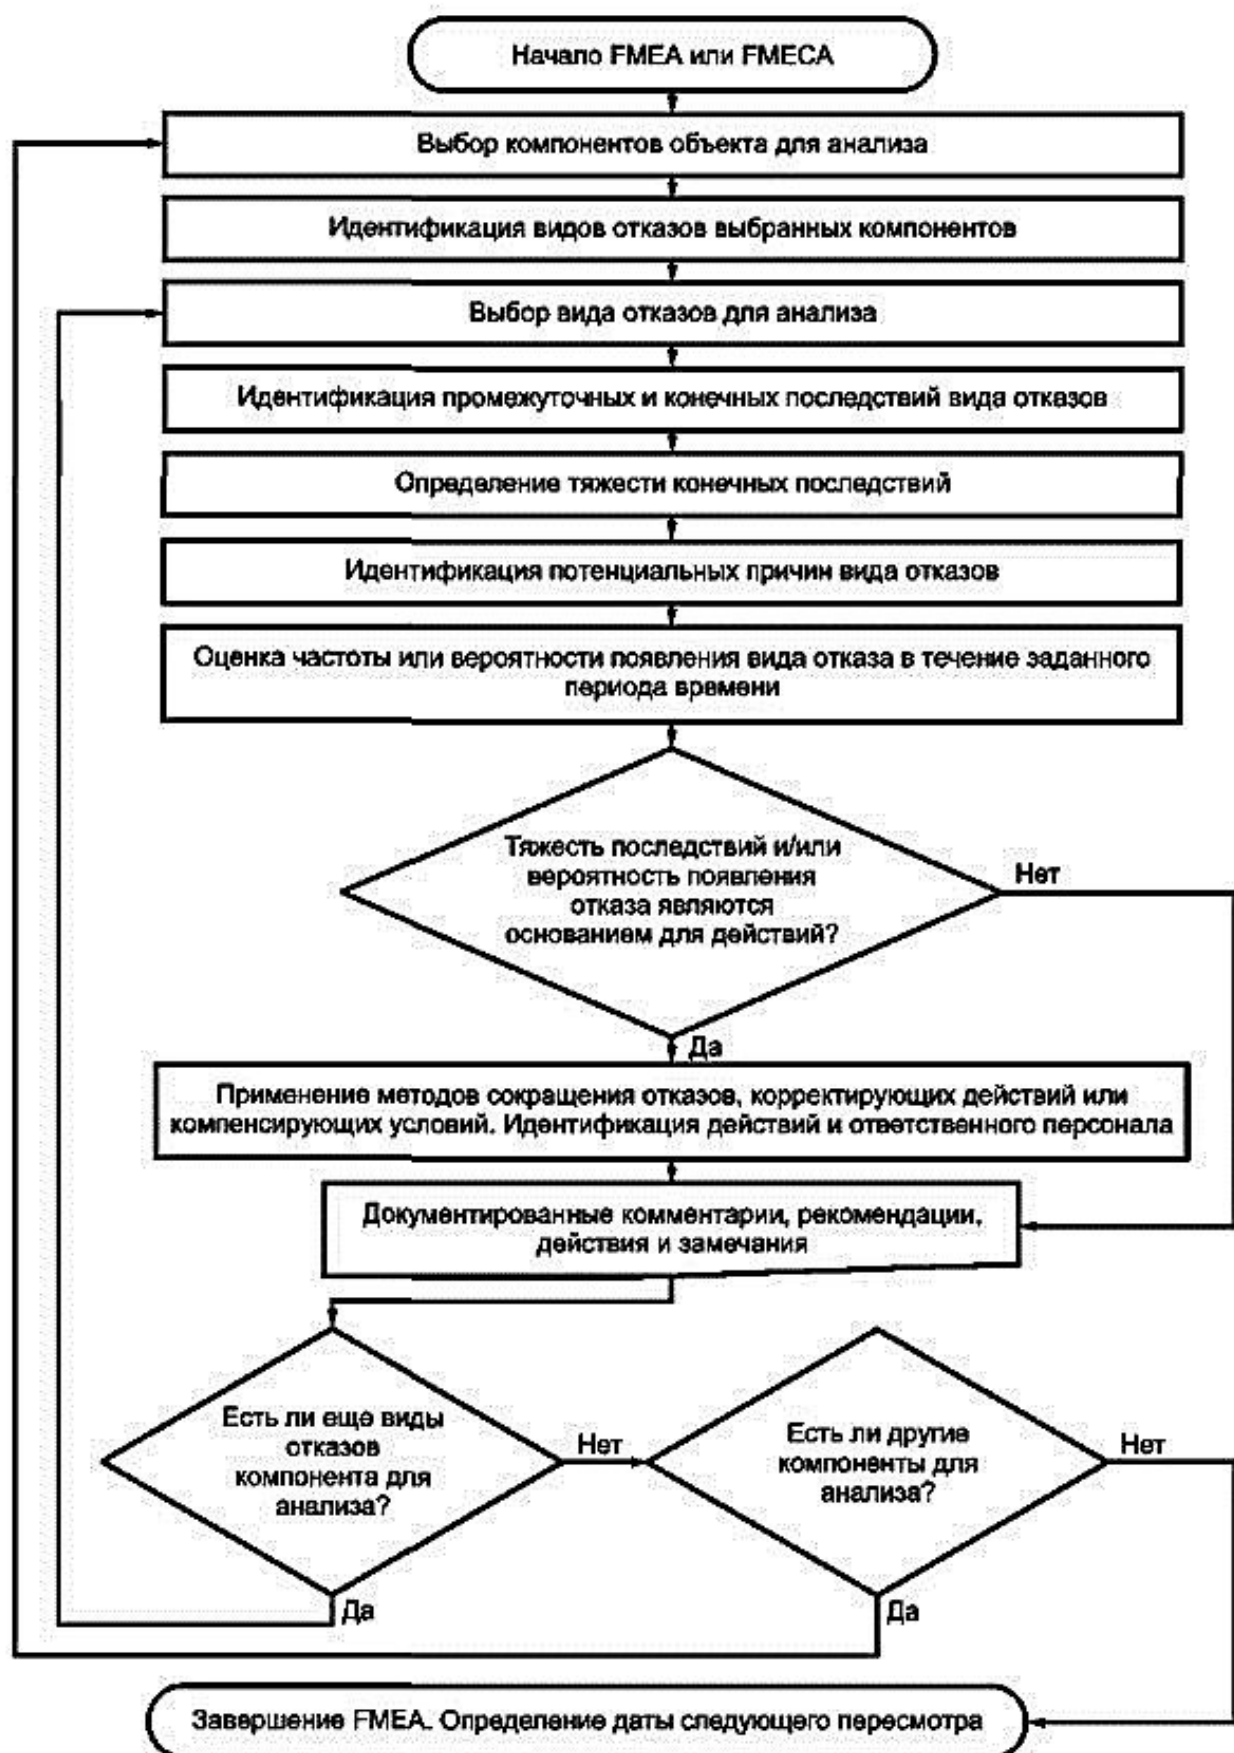 Начало FMEA или FMECA
Выбор компонентов объекта для анализа
Идентификация видов отказов выбранных компонентов
Выбор вида отказов для анализа
Идентификация промежуточных и конечных последствий вида отказов
Определение тяжести конечных последствий
Идентификация потенциальных причин вида отказов
Оценка частоты или вероятности появления вида отказа в течение заданного
периода времени
Тяжесть последствий и/или
вероятность появления
отказа являются
основанием для действий?
Нет
Да
Применение методов сокращения отказов, корректирующих действий или
компенсирующих условий. Идентификация действий и ответственного персонала
Документированные комментарии, рекомендации,
действия и замечания
Есть ли еще виды
отказов
компонента для
анализа?
Нет
Да
Есть ли другие
компоненты для
анализа?
Нет
Да
Завершение FMEA. Определение даты следующего пересмотра